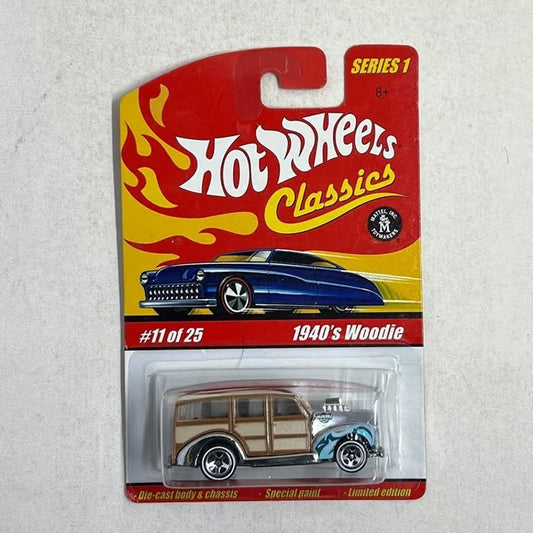 SERIES 1
8+
HOT WHEELS
Classics
MATTEL, INC.
M
TOYMAKERS
#11 of 25
1940's Woodie
Die-cast body & chassis • Special paint • Limited edition